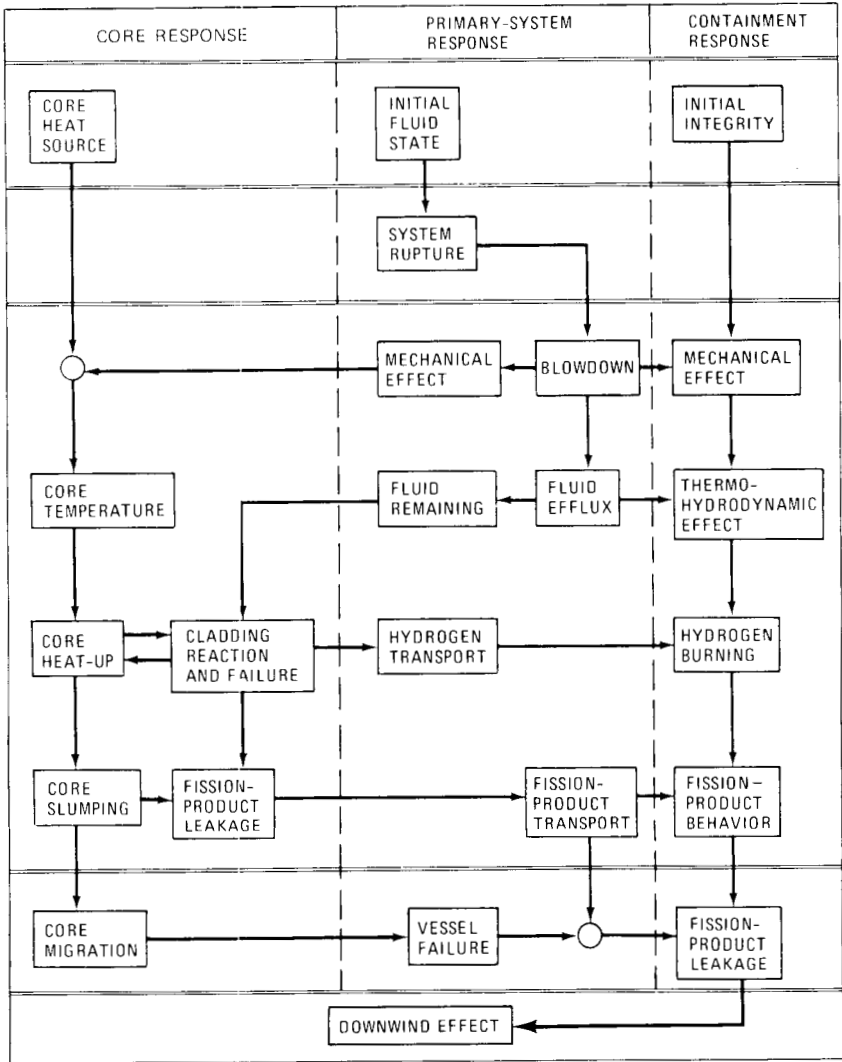 CORE RESPONSE
PRIMARY-SYSTEM
RESPONSE
CONTAINMENT
RESPONSE
CORE
HEAT
SOURCE
INITIAL
FLUID
STATE
INITIAL
INTEGRITY
SYSTEM
RUPTURE
MECHANICAL
EFFECT
BLOWDOWN
MECHANICAL
EFFECT
CORE
TEMPERATURE
FLUID
REMAINING
FLUID
EFFLUX
THERMO-
HYDRODYNAMIC
EFFECT
CORE
HEAT-UP
CLADDING
REACTION
AND FAILURE
HYDROGEN
TRANSPORT
HYDROGEN
BURNING
CORE
SLUMPING
FISSION-
PRODUCT
LEAKAGE
FISSION-
PRODUCT
TRANSPORT
FISSION-
PRODUCT
BEHAVIOR
CORE
MIGRATION
VESSEL
FAILURE
FISSION-
PRODUCT
LEAKAGE
DOWNWIND EFFECT